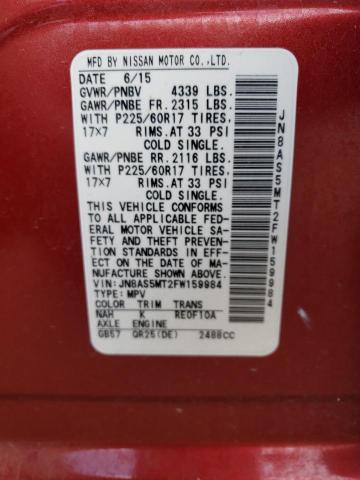 MFD BY NISSAN MOTOR CO.,LTD.
DATE 6/15
GVWR/PNBV 4339 LBS.
GAWR/PNBE FR. 2315 LBS.
WITH P225/60R17 TIRES,
17×7 RIMS.AT 33 PSI
COLD SINGLE.
GAWR/PNBE RR. 2116 LBS.
WITH P225/60R17 TIRES,
17×7 RIMS.AT 33 PSI
COLD SINGLE.
THIS VEHICLE CONFORMS
TO ALL APPLICABLE FED-
ERAL MOTOR VEHICLE SA-
FETY AND THEFT PREVEN-
TION STANDARDS IN EFF-
ECT ON THE DATE OF MA-
NUFACTURE SHOWN ABOVE.
VIN:JN8AS5MT2FW159984
TYPE:MPV
COLOR TRIM TRANS
NAH K RE0F10A
AXLE ENGINE
GB57 QR25(DE) 2488CC
JN8AS5MT2FW159984